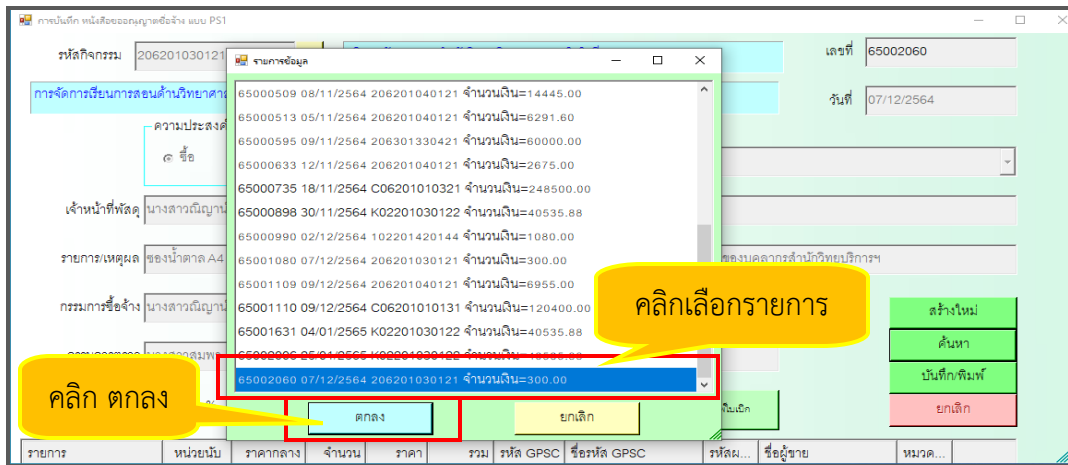 การบันทึก หนังสือขออนุญาตซื้อจ้าง แบบ PS1
รหัสกิจกรรม 206201030121 เลขที่ 65002060
รายการข้อมูล
การจัดการเรียนการสอนด้านวิทยาศา วันที่ 07/12/2564
65000509 08/11/2564 206201040121 จำนวนเงิน=14445.00
65000513 05/11/2564 206201040121 จำนวนเงิน=6291.60
65000595 09/11/2564 206301330421 จำนวนเงิน=60000.00
65000633 12/11/2564 206201040121 จำนวนเงิน=2675.00
65000735 18/11/2564 C06201010321 จำนวนเงิน=248500.00
65000898 30/11/2564 K02201030122 จำนวนเงิน=40535.88
65000990 02/12/2564 102201420144 จำนวนเงิน=1080.00
65001080 07/12/2564 206201030121 จำนวนเงิน=300.00
65001109 09/12/2564 206201040121 จำนวนเงิน=6955.00
65001110 09/12/2564 C06201010131 จำนวนเงิน=120400.00
65001631 04/01/2565 K02201030122 จำนวนเงิน=40535.88
65002060 07/12/2564 206201030121 จำนวนเงิน=300.00
ตกลง ยกเลิก
ความประสงค์
ซื้อ
เจ้าหน้าที่พัสดุ นางสาวณิญาน
รายการ/เหตุผล ซองน้ำตาล A4 ของบุคลากรสำนักวิทยบริการฯ
กรรมการซื้อจ้าง นางสาวณิญาน
คลิกเลือกรายการ
คลิก ตกลง
สร้างใหม่
ค้นหา
บันทึก/พิมพ์
ยกเลิก
รายการ หน่วยนับ ราคากลาง จำนวน ราคา รวม รหัส GPSC ชื่อรหัส GPSC รหัสผ... ชื่อผู้ขาย หมวด...